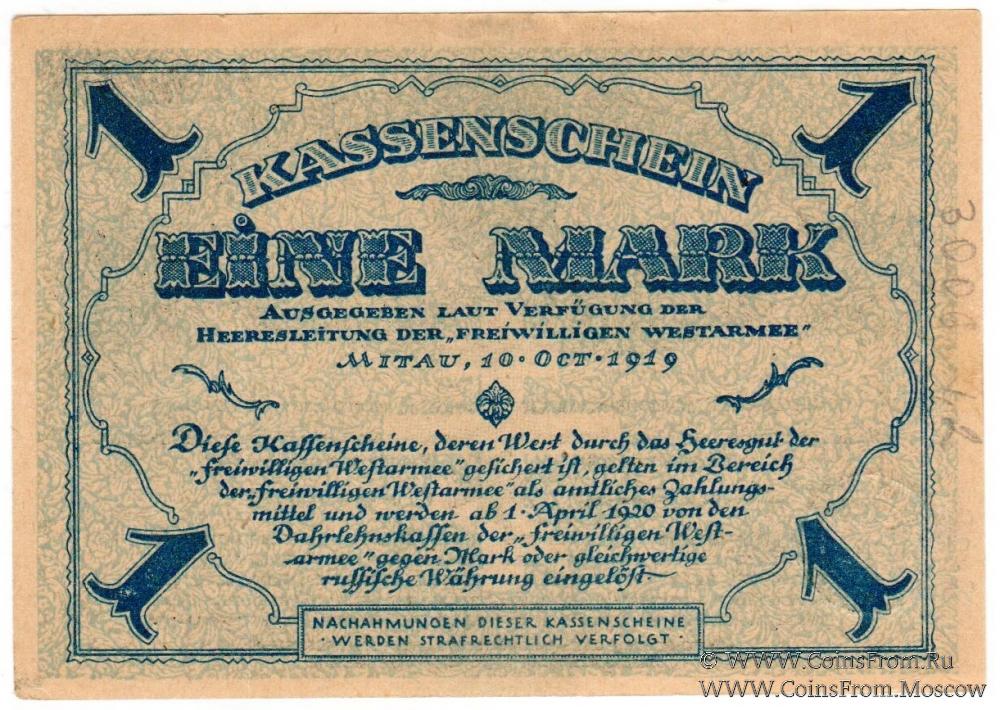 1 1
KASSENSCHEIN
EINE MARK
AUSGEGEBEN LAUT VERFÜGUNG DER
HEERESLEITUNG DER „FREIWILLIGEN WESTARMEE"
MITAU, 10·OCT·1919
Diese Kassenscheine, deren Wert durch das Heeresgut der
„freiwilligen Westarmee" gesichert ist, gelten im Bereich
der „freiwilligen Westarmee" als amtliches Zahlungs-
mittel und werden ab 1·April 1920 von den
Darlehnskassen der „freiwilligen West-
armee" gegen Mark oder gleichwertige
russische Währung eingelöst·
1 1
NACHAHMUNGEN DIESER KASSENSCHEINE
· WERDEN STRAFRECHTLICH VERFOLGT ·
© WWW.COINSFROM.RU
WWW.COINSFROM.MOSCOW